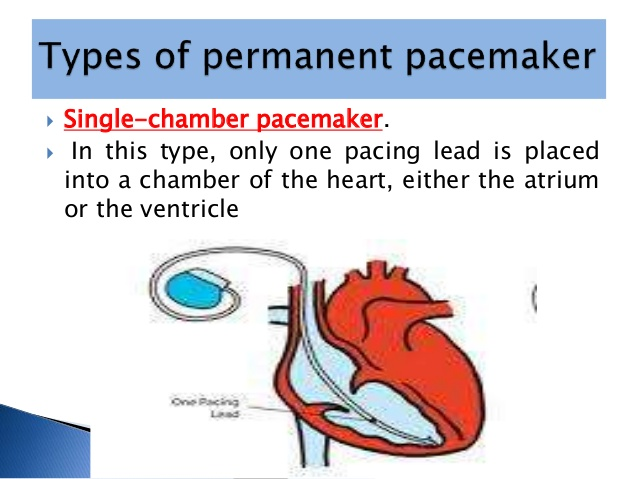 Types of permanent pacemaker
Single-chamber pacemaker.
In this type, only one pacing lead is placed
into a chamber of the heart, either the atrium
or the ventricle
One Pacing
Lead